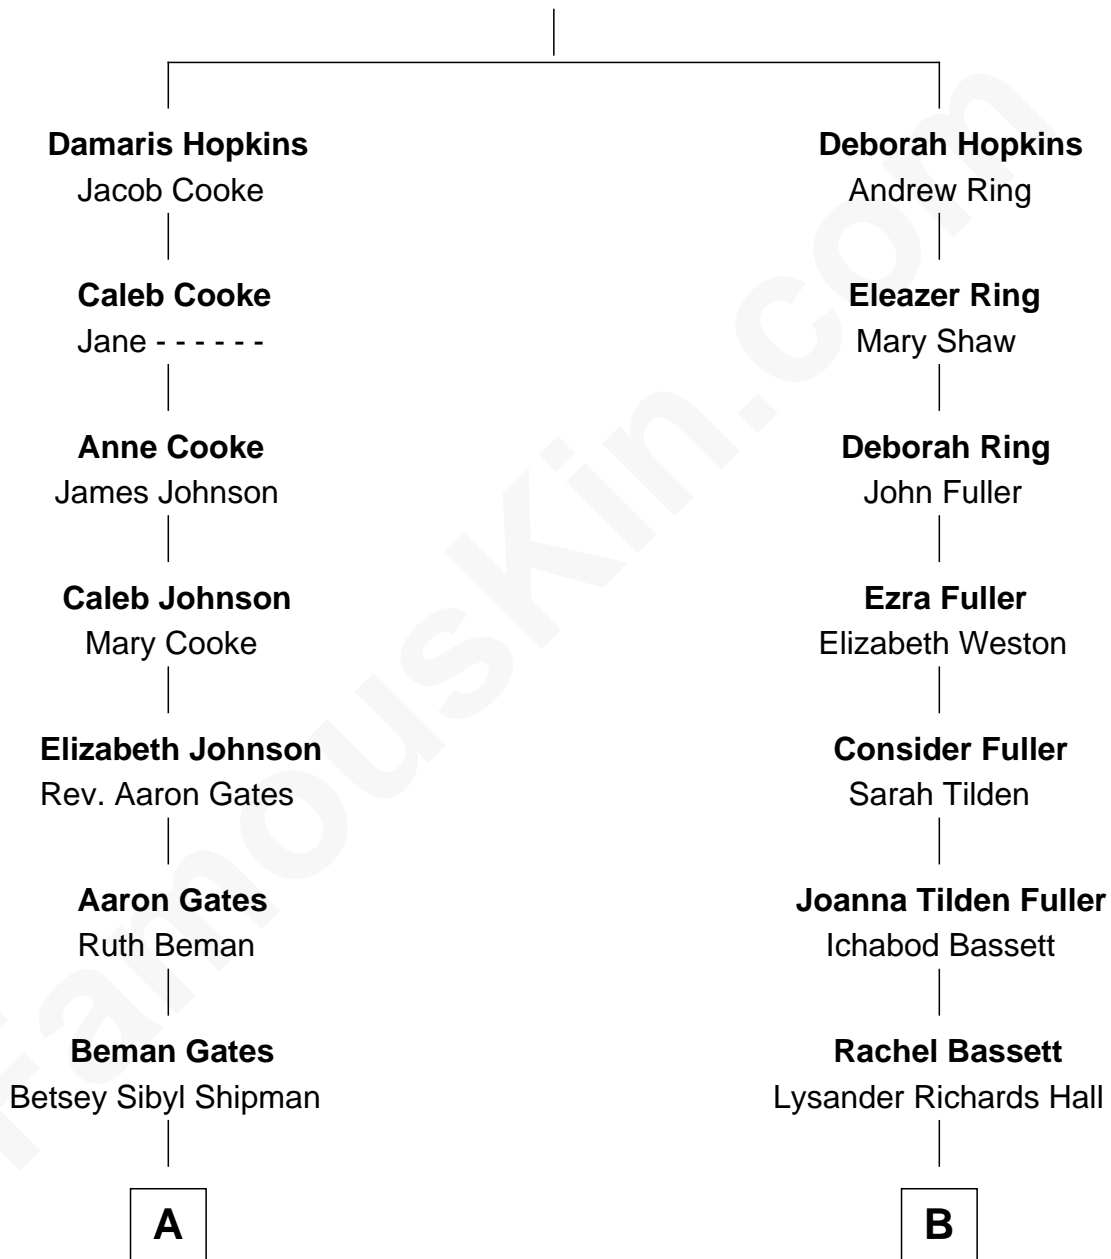 Damaris Hopkins
Jacob Cooke
Caleb Cooke
Jane - - - - - -
Anne Cooke
James Johnson
Caleb Johnson
Mary Cooke
Elizabeth Johnson
Rev. Aaron Gates
Aaron Gates
Ruth Beman
Beman Gates
Betsey Sibyl Shipman
A
Deborah Hopkins
Andrew Ring
Eleazer Ring
Mary Shaw
Deborah Ring
John Fuller
Ezra Fuller
Elizabeth Weston
Consider Fuller
Sarah Tilden
Joanna Tilden Fuller
Ichabod Bassett
Rachel Bassett
Lysander Richards Hall
B
FamousKin.com